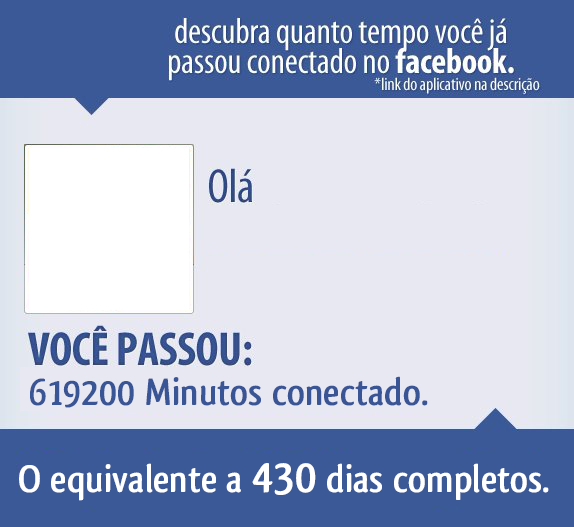 descubra quanto tempo você já
passou conectado no facebook.
*link do aplicativo na descrição
Olá
VOCÊ PASSOU:
619200 Minutos conectado.
O equivalente a 430 dias completos.